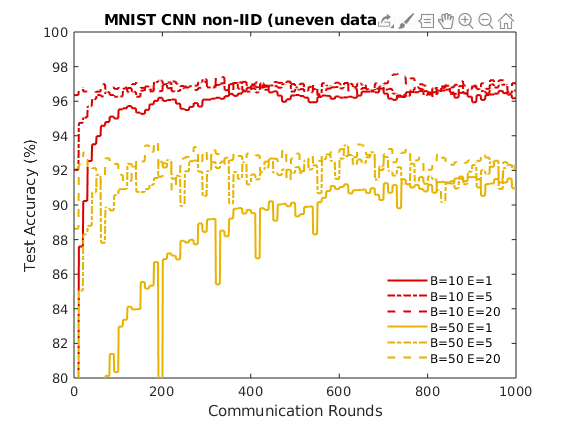 MNIST CNN non-IID (uneven data
100
98
96
94
92
90
88
86
84
82
80
0
200
400
600
800
1000
Test Accuracy (%)
Communication Rounds
B=10 E=1
B=10 E=5
B=10 E=20
B=50 E=1
B=50 E=5
B=50 E=20